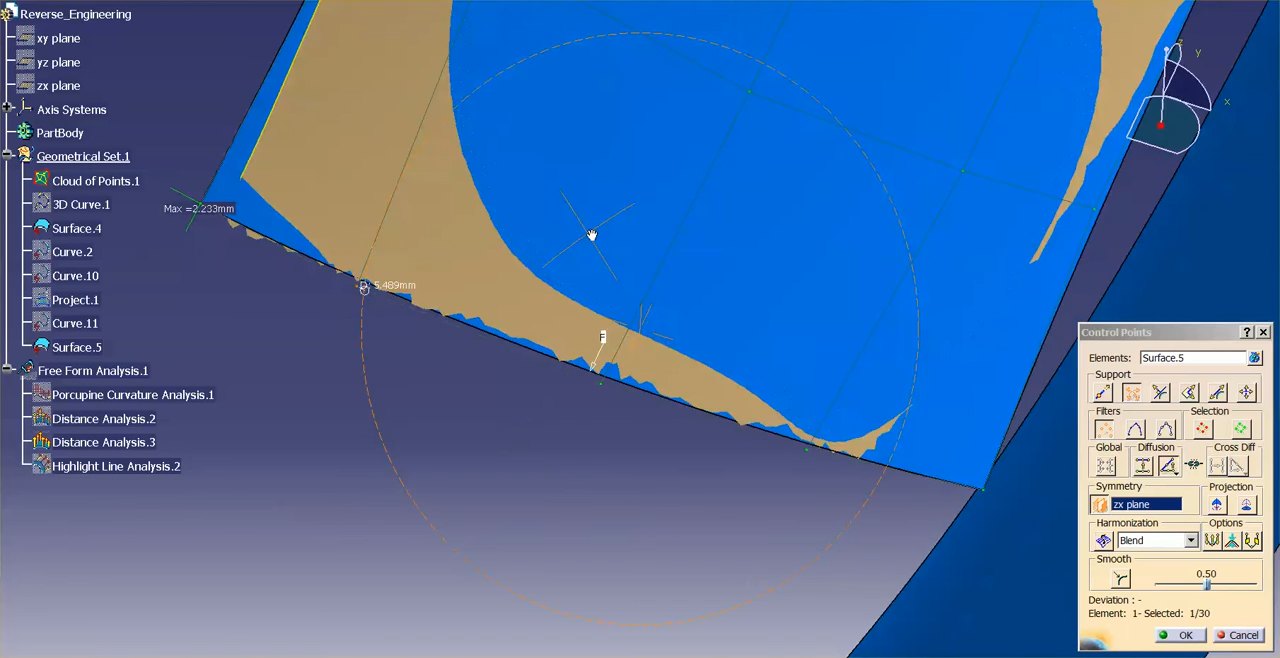 Reverse_Engineering
xy plane
yz plane
zx plane
Axis Systems
PartBody
Geometrical Set.1
Cloud of Points.1
3D Curve.1
Surface.4
Curve.2
Curve.10
Project.1
Curve.11
Surface.5
Free Form Analysis.1
Porcupine Curvature Analysis.1
Distance Analysis.2
Distance Analysis.3
Highlight Line Analysis.2
Max =2.233mm
D: 5.489mm
F
z
y
x
Control Points
?
Elements: Surface.5
Support
Filters
Selection
Global
Diffusion
Cross Diff
Symmetry
Projection
zx plane
Harmonization
Options
Blend
Smooth
0.50
Deviation : -
Element: 1- Selected: 1/30
OK
Cancel